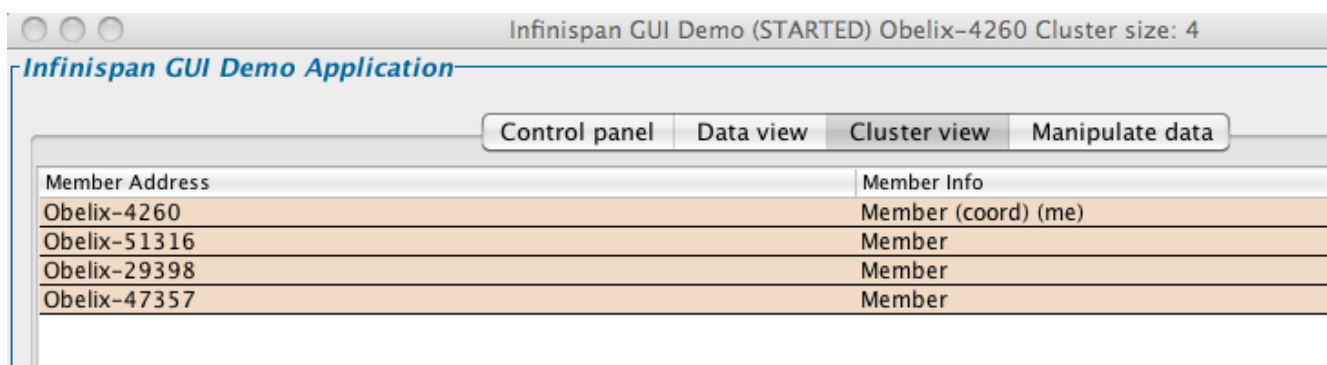 Infinispan GUI Demo (STARTED) Obelix-4260 Cluster size: 4
Infinispan GUI Demo Application
Control panel Data view Cluster view Manipulate data
Member Address Member Info
Obelix-4260 Member (coord) (me)
Obelix-51316 Member
Obelix-29398 Member
Obelix-47357 Member